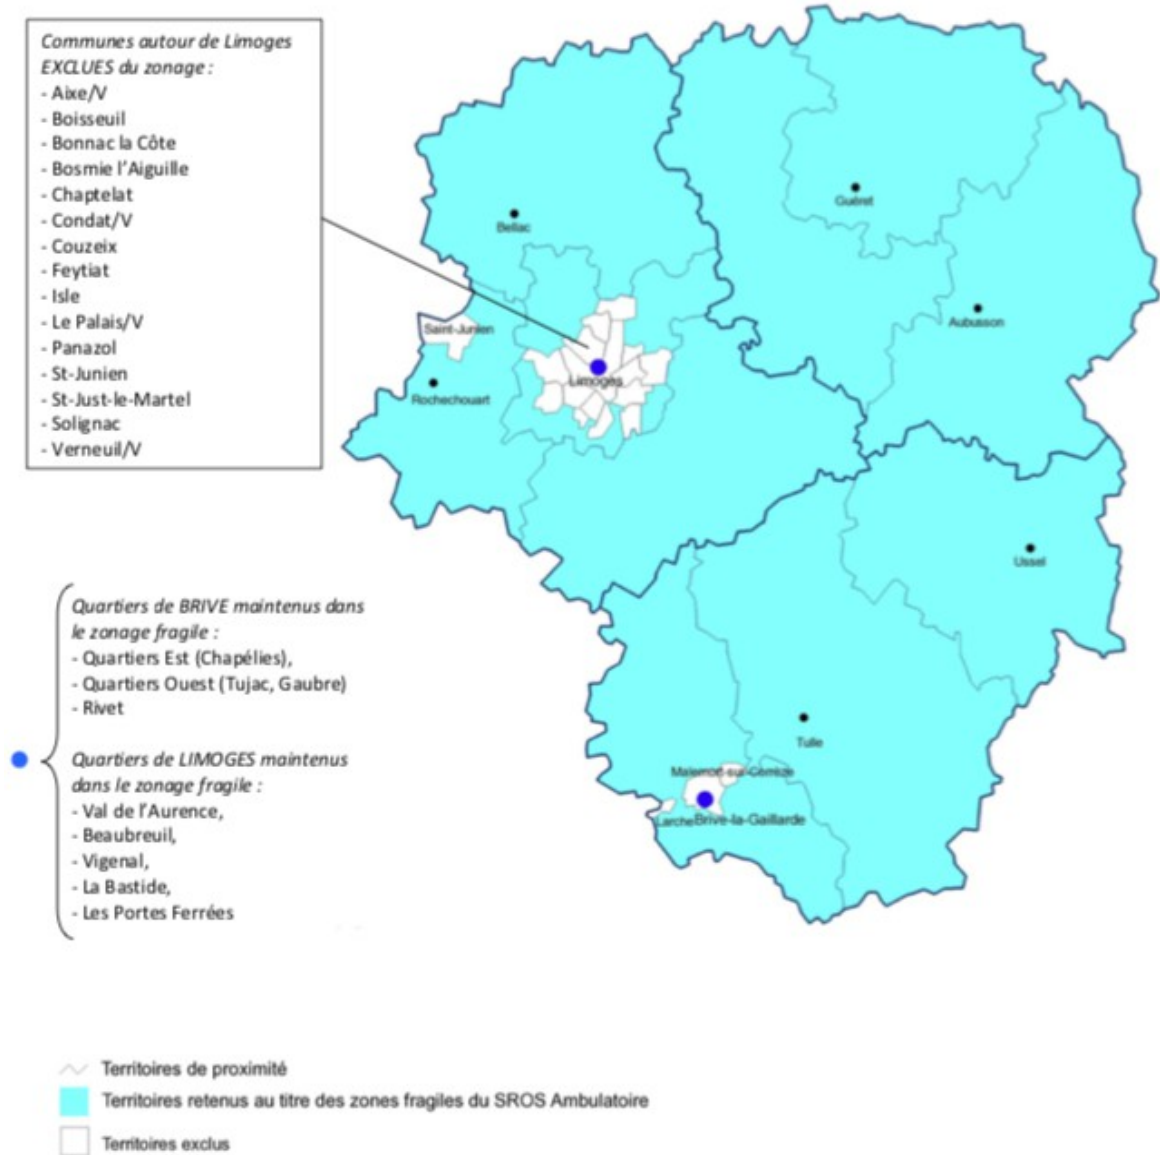 Communes autour de Limoges
EXCLUES du zonage :
- Aixe/V
- Boisseuil
- Bonnac la Côte
- Bosmie l'Aiguille
- Chaptelat
- Condat/V
- Couzeix
- Feytiat
- Isle
- Le Palais/V
- Panazol
- St-Junien
- St-Just-le-Martel
- Solignac
- Verneuil/V
Guéret
Bellac
Aubusson
Saint-Junien
Limoges
Rochechouart
Ussel
Tulle
Malemort-sur-Corrèze
Larche
Brive-la-Gaillarde
Quartiers de BRIVE maintenus dans
le zonage fragile :
- Quartiers Est (Chapélies),
- Quartiers Ouest (Tujac, Gaubre)
- Rivet
Quartiers de LIMOGES maintenus
dans le zonage fragile :
- Val de l'Aurence,
- Beaubreuil,
- Vigenal,
- La Bastide,
- Les Portes Ferrées
Territoires de proximité
Territoires retenus au titre des zones fragiles du SROS Ambulatoire
Territoires exclus